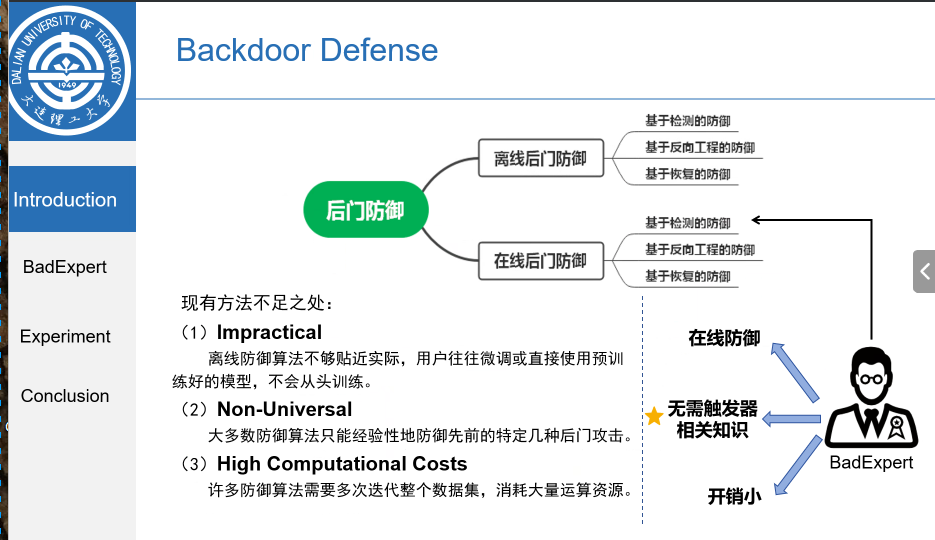 DALIAN UNIVERSITY OF TECHNOLOGY
1949
大连理工大学
Backdoor Defense
Introduction
BadExpert
Experiment
Conclusion
后门防御
离线后门防御
基于检测的防御
基于反向工程的防御
基于恢复的防御
在线后门防御
基于检测的防御
基于反向工程的防御
基于恢复的防御
现有方法不足之处：
（1）Impractical
离线防御算法不够贴近实际，用户往往微调或直接使用预训
练好的模型，不会从头训练。
（2）Non-Universal
大多数防御算法只能经验性地防御先前的特定几种后门攻击。
（3）High Computational Costs
许多防御算法需要多次迭代整个数据集，消耗大量运算资源。
在线防御
无需触发器
相关知识
开销小
BadExpert